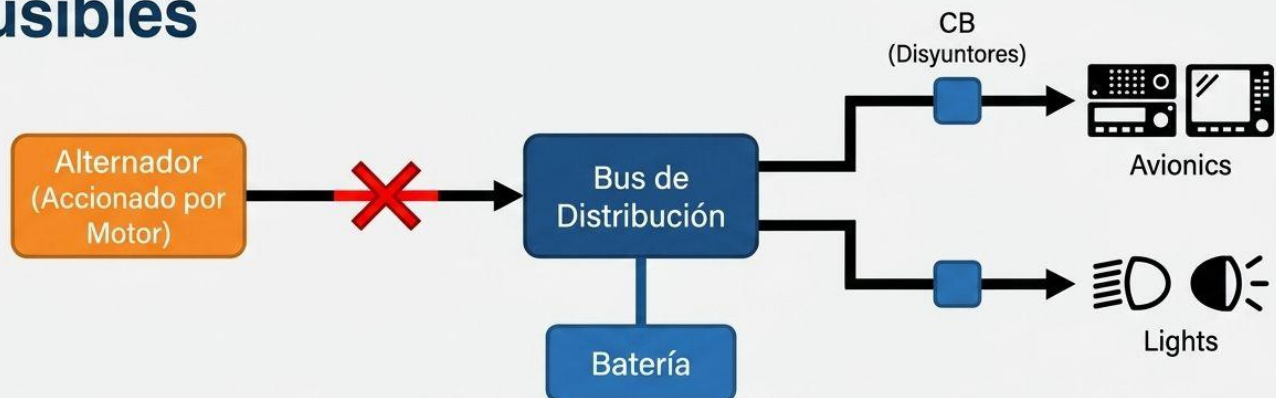 usibles
Alternador
(Accionado por
Motor)
Bus de
Distribución
Batería
CB
(Disyuntores)
Avionics
Lights